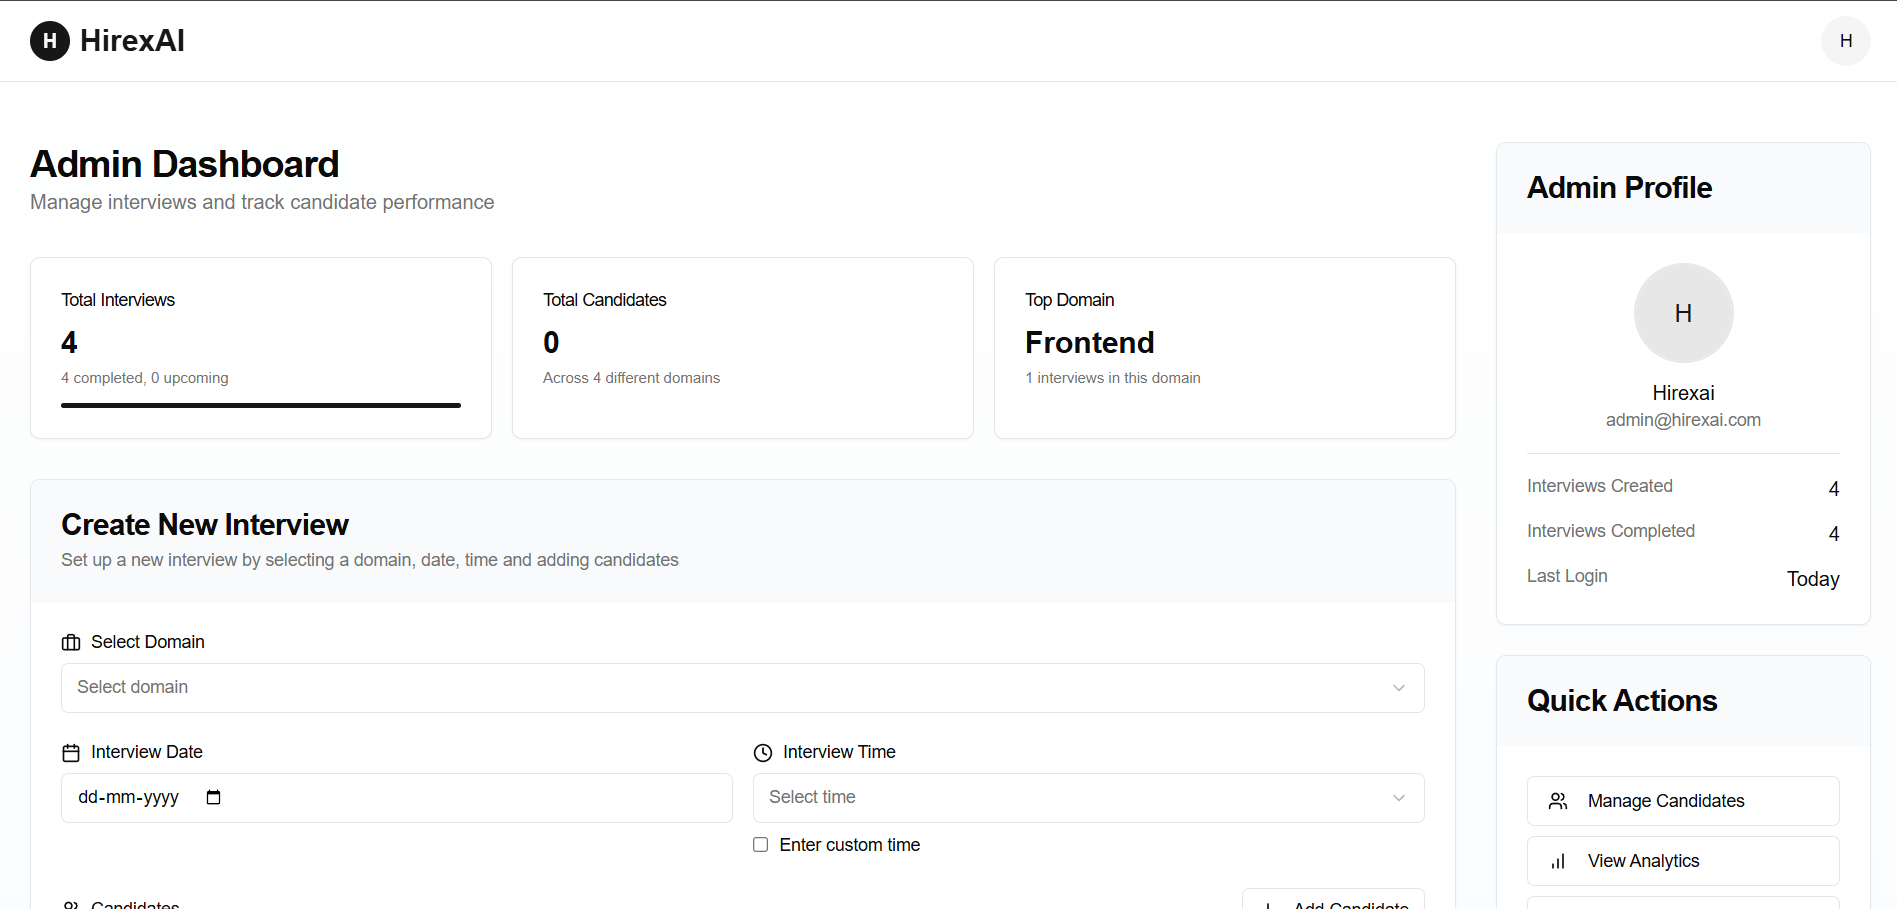 H HirexAI
H
Admin Dashboard
Manage interviews and track candidate performance
Total Interviews
4
4 completed, 0 upcoming
Total Candidates
0
Across 4 different domains
Top Domain
Frontend
1 interviews in this domain
Create New Interview
Set up a new interview by selecting a domain, date, time and adding candidates
Select Domain
Select domain
Interview Date
dd-mm-yyyy
Interview Time
Select time
Enter custom time
Candidates
Add Candidate
Admin Profile
H
Hirexai
admin@hirexai.com
Interviews Created 4
Interviews Completed 4
Last Login Today
Quick Actions
Manage Candidates
View Analytics